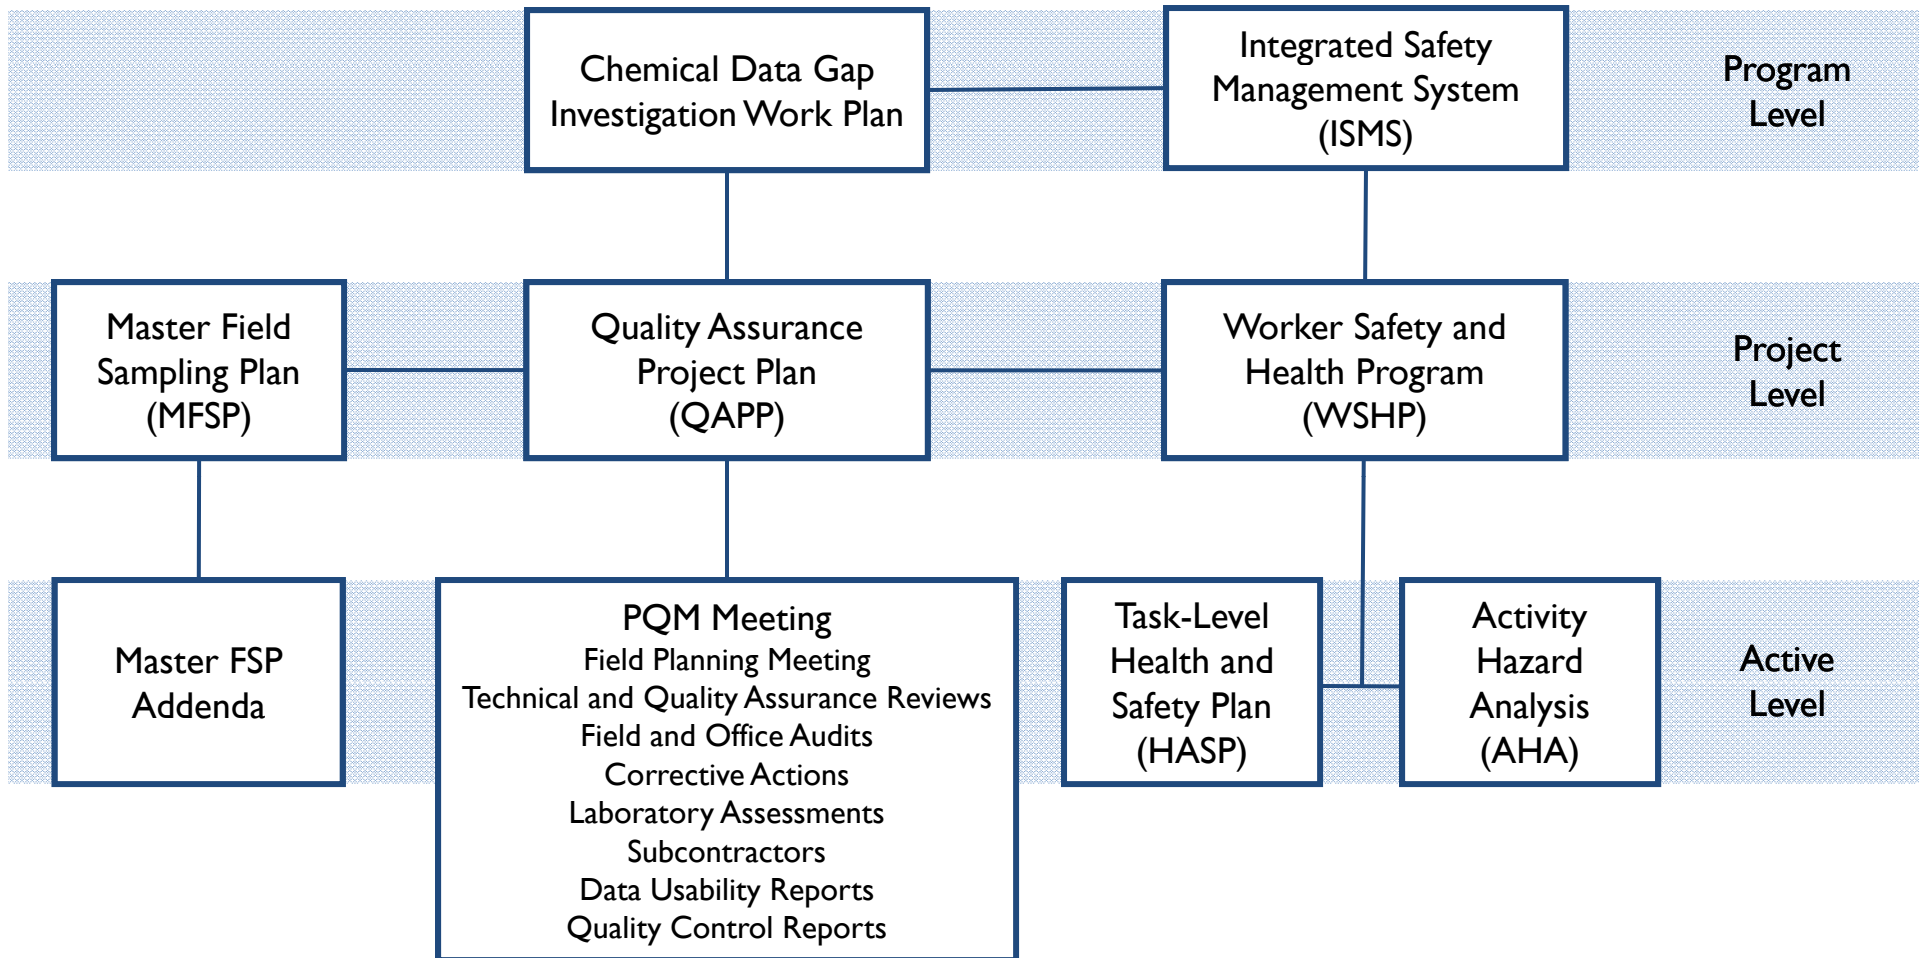 Chemical Data Gap
Investigation Work Plan
Integrated Safety
Management System
(ISMS)
Program
Level
Master Field
Sampling Plan
(MFSP)
Quality Assurance
Project Plan
(QAPP)
Worker Safety and
Health Program
(WSHP)
Project
Level
Master FSP
Addenda
PQM Meeting
Field Planning Meeting
Technical and Quality Assurance Reviews
Field and Office Audits
Corrective Actions
Laboratory Assessments
Subcontractors
Data Usability Reports
Quality Control Reports
Task-Level
Health and
Safety Plan
(HASP)
Activity
Hazard
Analysis
(AHA)
Active
Level